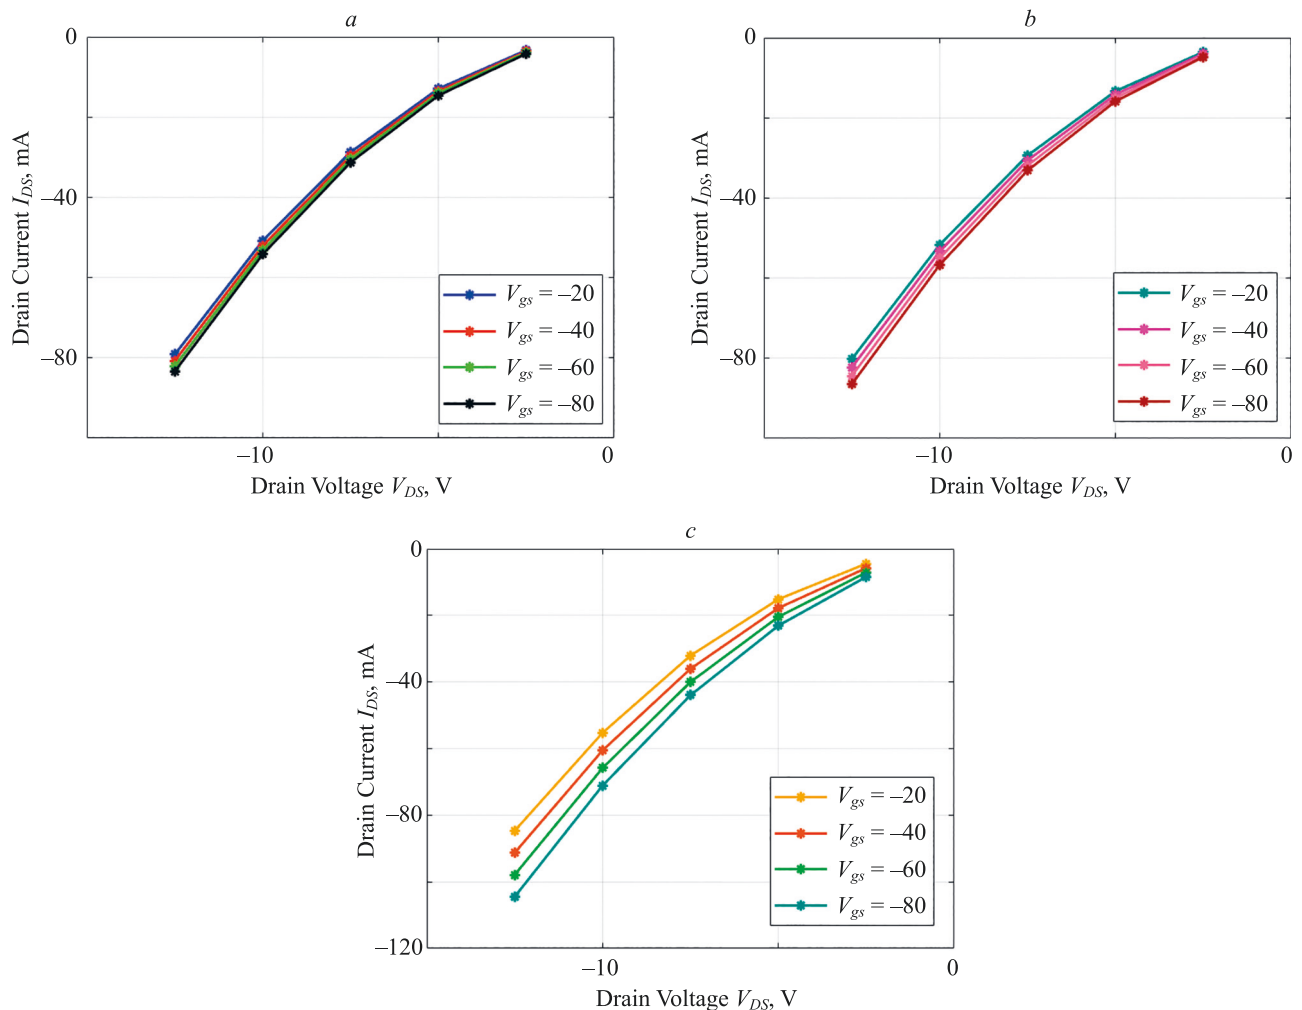 a
0
–40
–80
–10
0
Drain Current I_DS, mA
Drain Voltage V_DS, V
V_gs = –20
V_gs = –40
V_gs = –60
V_gs = –80
b
0
–40
–80
–10
0
Drain Current I_DS, mA
Drain Voltage V_DS, V
V_gs = –20
V_gs = –40
V_gs = –60
V_gs = –80
c
0
–40
–80
–120
–10
0
Drain Current I_DS, mA
Drain Voltage V_DS, V
V_gs = –20
V_gs = –40
V_gs = –60
V_gs = –80